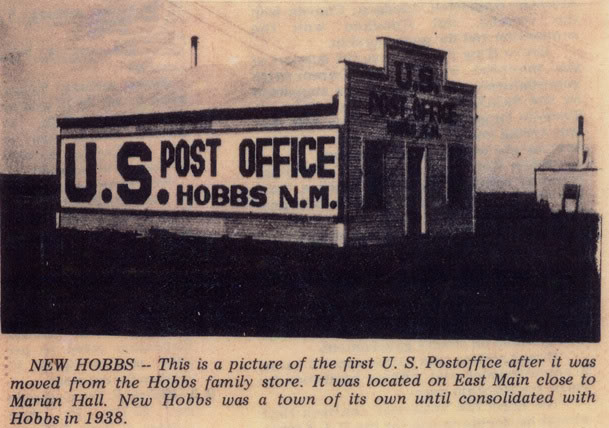 U.S. POST OFFICE
HOBBS N.M.
U.S.
POST OFFICE
HOBBS N.M.
NEW HOBBS -- This is a picture of the first U. S. Postoffice after it was
moved from the Hobbs family store. It was located on East Main close to
Marian Hall. New Hobbs was a town of its own until consolidated with
Hobbs in 1938.